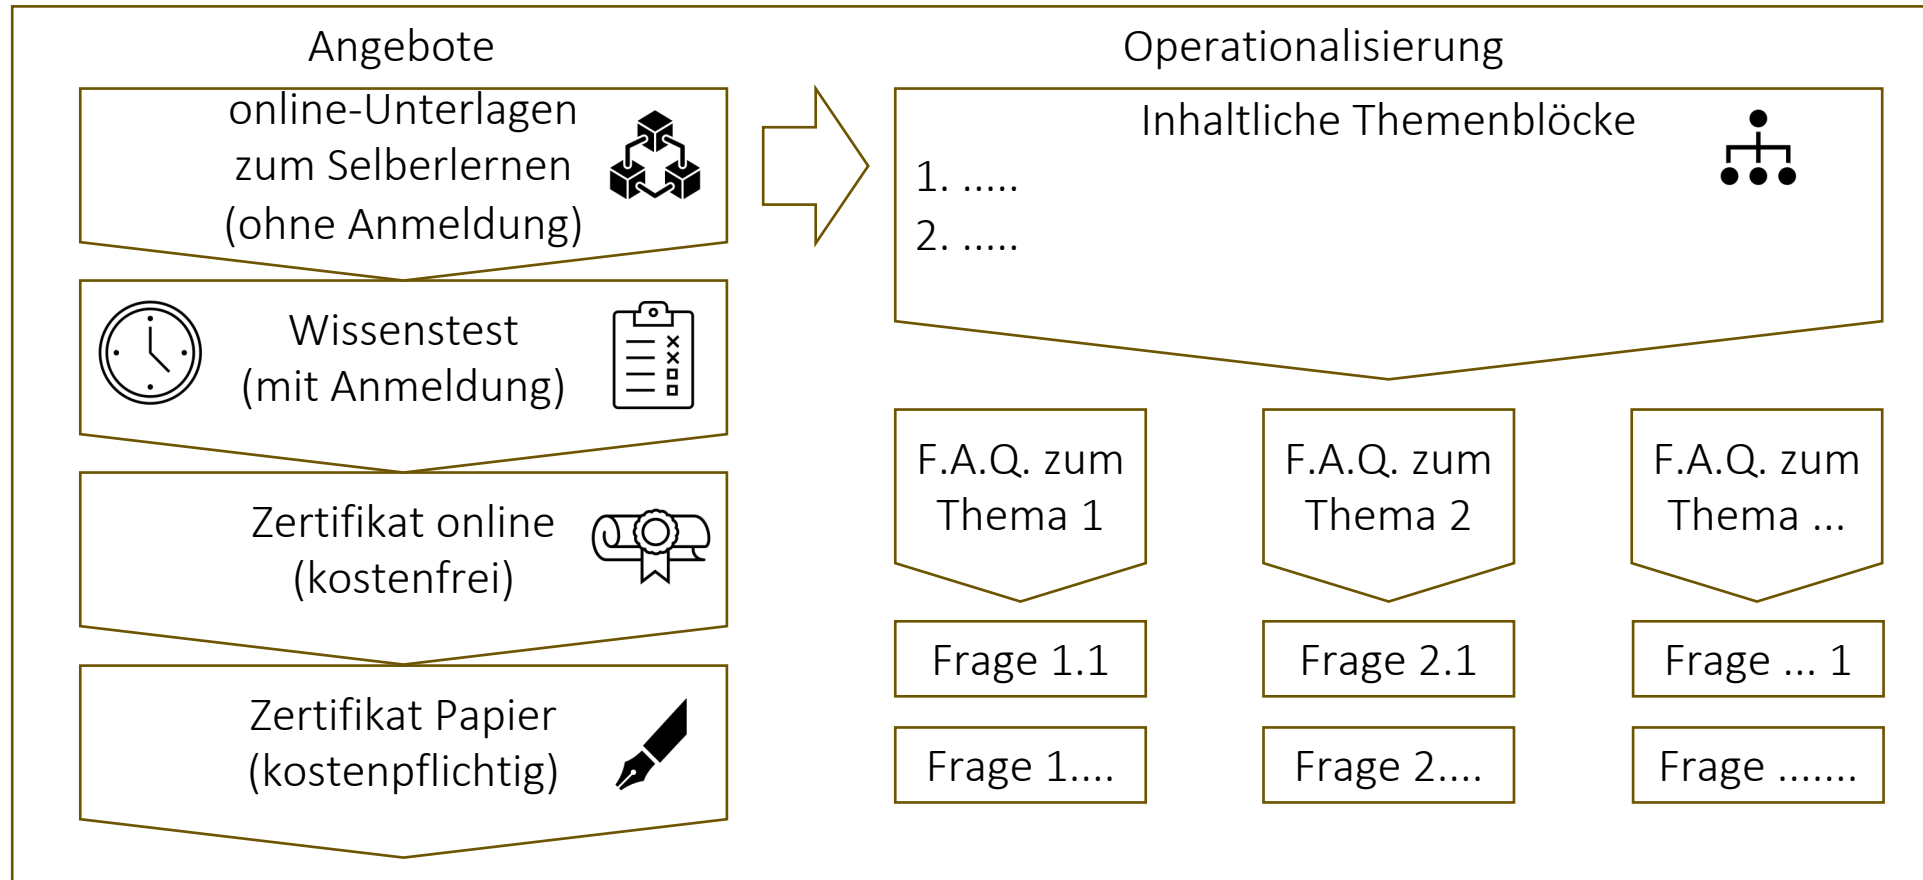 Angebote
online-Unterlagen
zum Selberlernen
(ohne Anmeldung)
Wissenstest
(mit Anmeldung)
Zertifikat online
(kostenfrei)
Zertifikat Papier
(kostenpflichtig)
Operationalisierung
Inhaltliche Themenblöcke
1. .....
2. .....
F.A.Q. zum
Thema 1
F.A.Q. zum
Thema 2
F.A.Q. zum
Thema ...
Frage 1.1
Frage 2.1
Frage ... 1
Frage 1....
Frage 2....
Frage .......